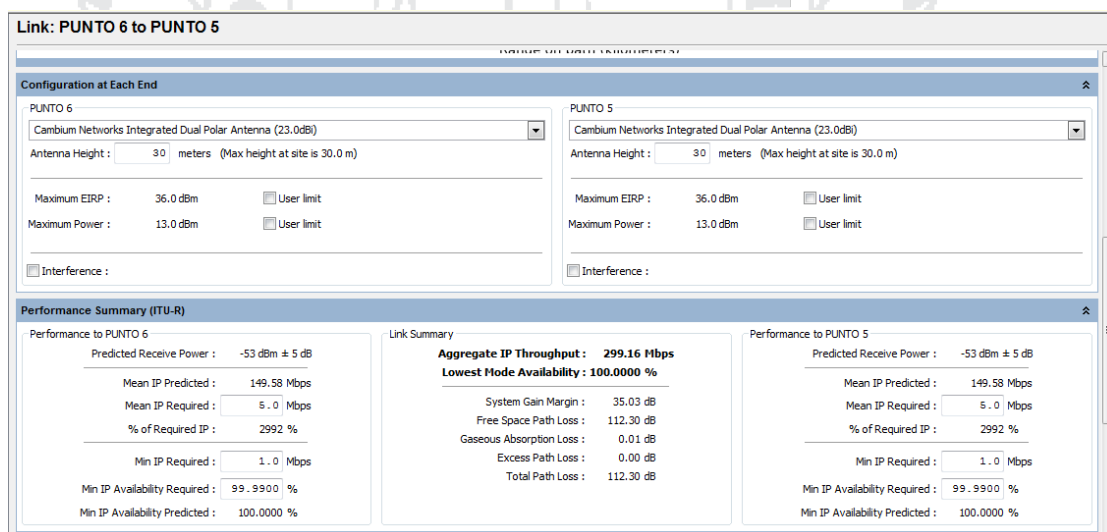 Link: PUNTO 6 to PUNTO 5
Range on path (kilometers)
Configuration at Each End
PUNTO 6
Cambium Networks Integrated Dual Polar Antenna (23.0dBi)
Antenna Height : 30 meters (Max height at site is 30.0 m)
Maximum EIRP : 36.0 dBm User limit
Maximum Power : 13.0 dBm User limit
Interference :
PUNTO 5
Cambium Networks Integrated Dual Polar Antenna (23.0dBi)
Antenna Height : 30 meters (Max height at site is 30.0 m)
Maximum EIRP : 36.0 dBm User limit
Maximum Power : 13.0 dBm User limit
Interference :
Performance Summary (ITU-R)
Performance to PUNTO 6
Predicted Receive Power : -53 dBm ± 5 dB
Mean IP Predicted : 149.58 Mbps
Mean IP Required : 5.0 Mbps
% of Required IP : 2992 %
Min IP Required : 1.0 Mbps
Min IP Availability Required : 99.9900 %
Min IP Availability Predicted : 100.0000 %
Link Summary
Aggregate IP Throughput : 299.16 Mbps
Lowest Mode Availability : 100.0000 %
System Gain Margin : 35.03 dB
Free Space Path Loss : 112.30 dB
Gaseous Absorption Loss : 0.01 dB
Excess Path Loss : 0.00 dB
Total Path Loss : 112.30 dB
Performance to PUNTO 5
Predicted Receive Power : -53 dBm ± 5 dB
Mean IP Predicted : 149.58 Mbps
Mean IP Required : 5.0 Mbps
% of Required IP : 2992 %
Min IP Required : 1.0 Mbps
Min IP Availability Required : 99.9900 %
Min IP Availability Predicted : 100.0000 %